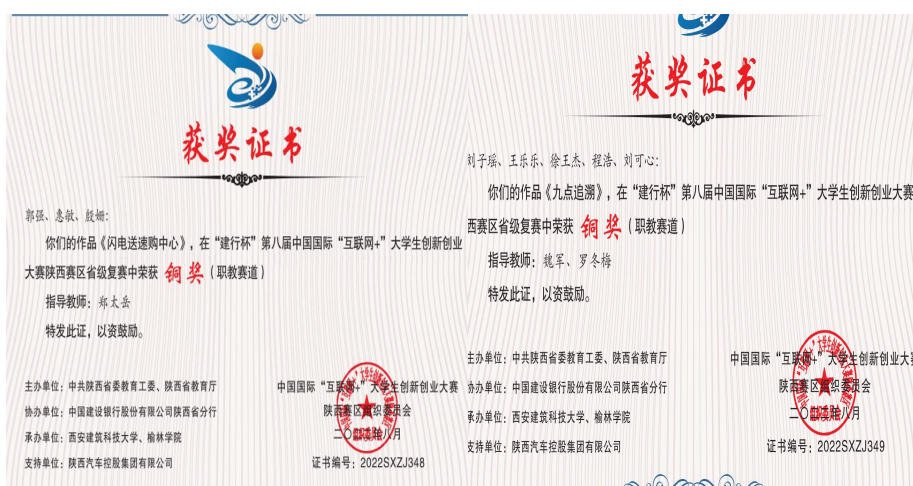 获奖证书
郭强、惠敏、殷姗:
你们的作品《闪电送速购中心》，在“建行杯”第八届中国国际“互联网+”大学生创新创业
大赛陕西赛区省级复赛中荣获 铜奖（职教赛道）
指导教师：郑太岳
特发此证，以资鼓励。
主办单位：中共陕西省委教育工委、陕西省教育厅
协办单位：中国建设银行股份有限公司陕西省分行
承办单位：西安建筑科技大学、榆林学院
支持单位：陕西汽车控股集团有限公司
中国国际“互联网+”大学生创新创业大赛
陕西赛区组织委员会
二〇 八月
证书编号：2022SXZJ348
获奖证书
刘子瑶、王乐乐、徐王杰、程浩、刘可心:
你们的作品《九点追溯》，在“建行杯”第八届中国国际“互联网+”大学生创新创业大赛
西赛区省级复赛中荣获 铜奖（职教赛道）
指导教师：魏军、罗冬梅
特发此证，以资鼓励。
主办单位：中共陕西省委教育工委、陕西省教育厅
协办单位：中国建设银行股份有限公司陕西省分行
承办单位：西安建筑科技大学、榆林学院
支持单位：陕西汽车控股集团有限公司
中国国际“互联网+”大学生创新创业大赛
陕西赛区组织委员会
二〇 八月
证书编号：2022SXZJ349